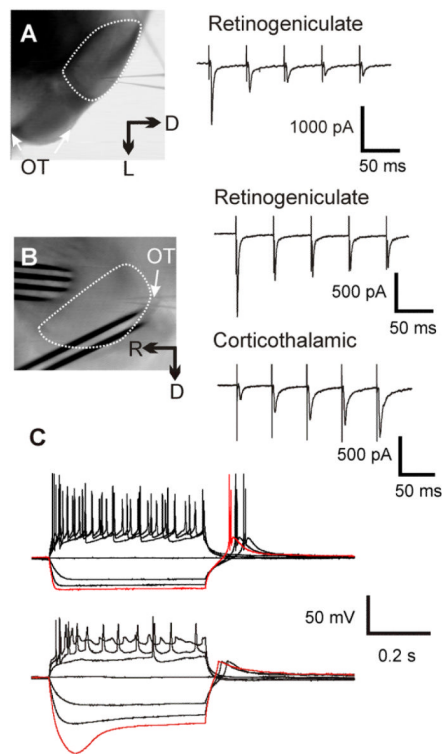 A
Retinogeniculate
D
L
OT
1000 pA
50 ms
Retinogeniculate
B
OT
R
D
500 pA
50 ms
Corticothalamic
500 pA
50 ms
C
50 mV
0.2 s